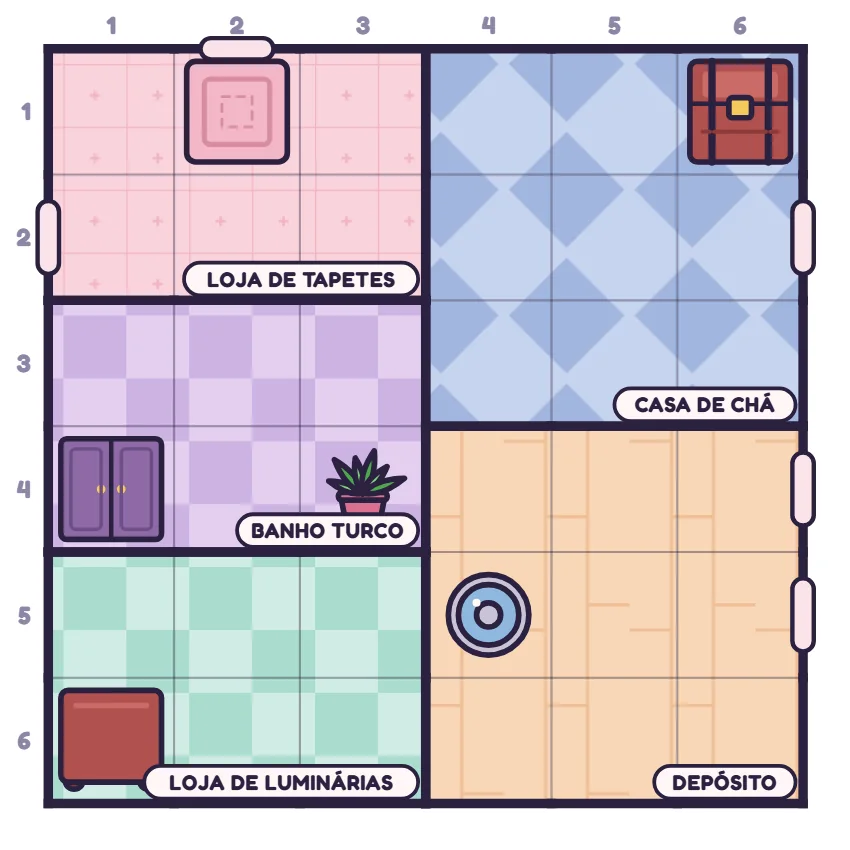 1 2 3 4 5 6
1
2
LOJA DE TAPETES
3
CASA DE CHÁ
4
BANHO TURCO
5
6
LOJA DE LUMINÁRIAS
DEPÓSITO